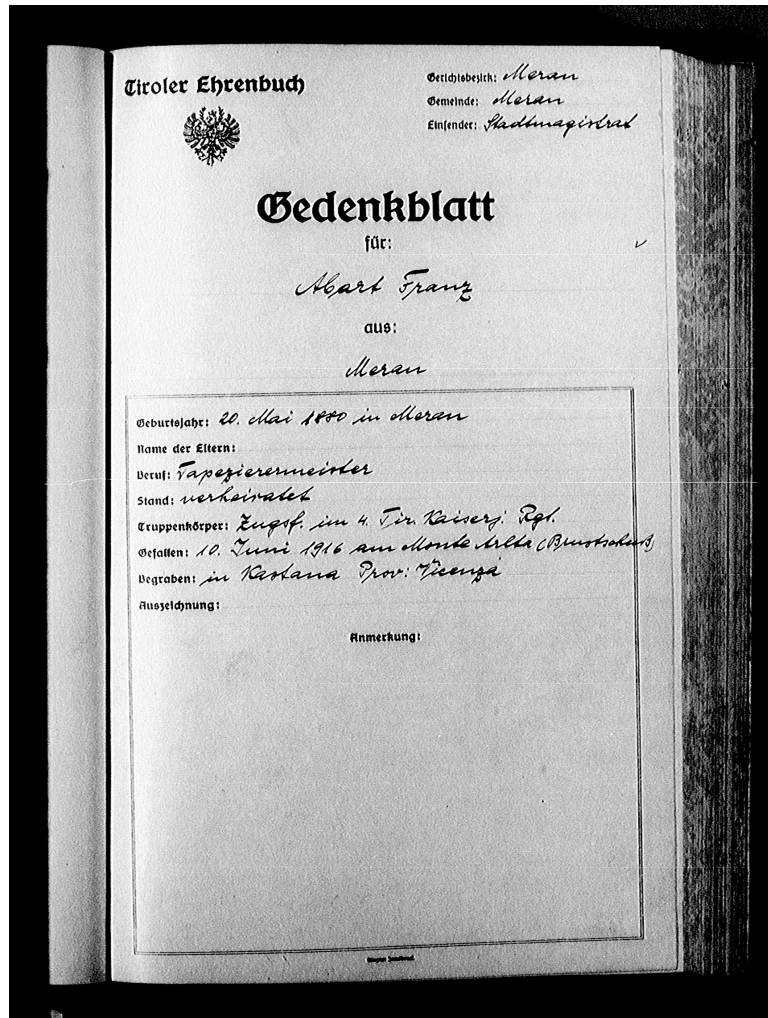 Tiroler Ehrenbuch
Gerichtsbezirk: Meran
Gemeinde: Meran
Einsender: Stadtmagistrat
Gedenkblatt
für:
Abart Franz
aus:
Meran
Geburtsjahr: 20. Mai 1880 in Meran
Name der Eltern:
Beruf: Tapezierermeister
Stand: verheiratet
Truppenkörper: Zugsf. im 4. Tir. Kaiserj. Rgt.
Gefallen: 10. Juni 1916 am Monte Arlta (Brustschuß)
Begraben: in Kastana Prov: Vicenza
Auszeichnung:
Anmerkung: